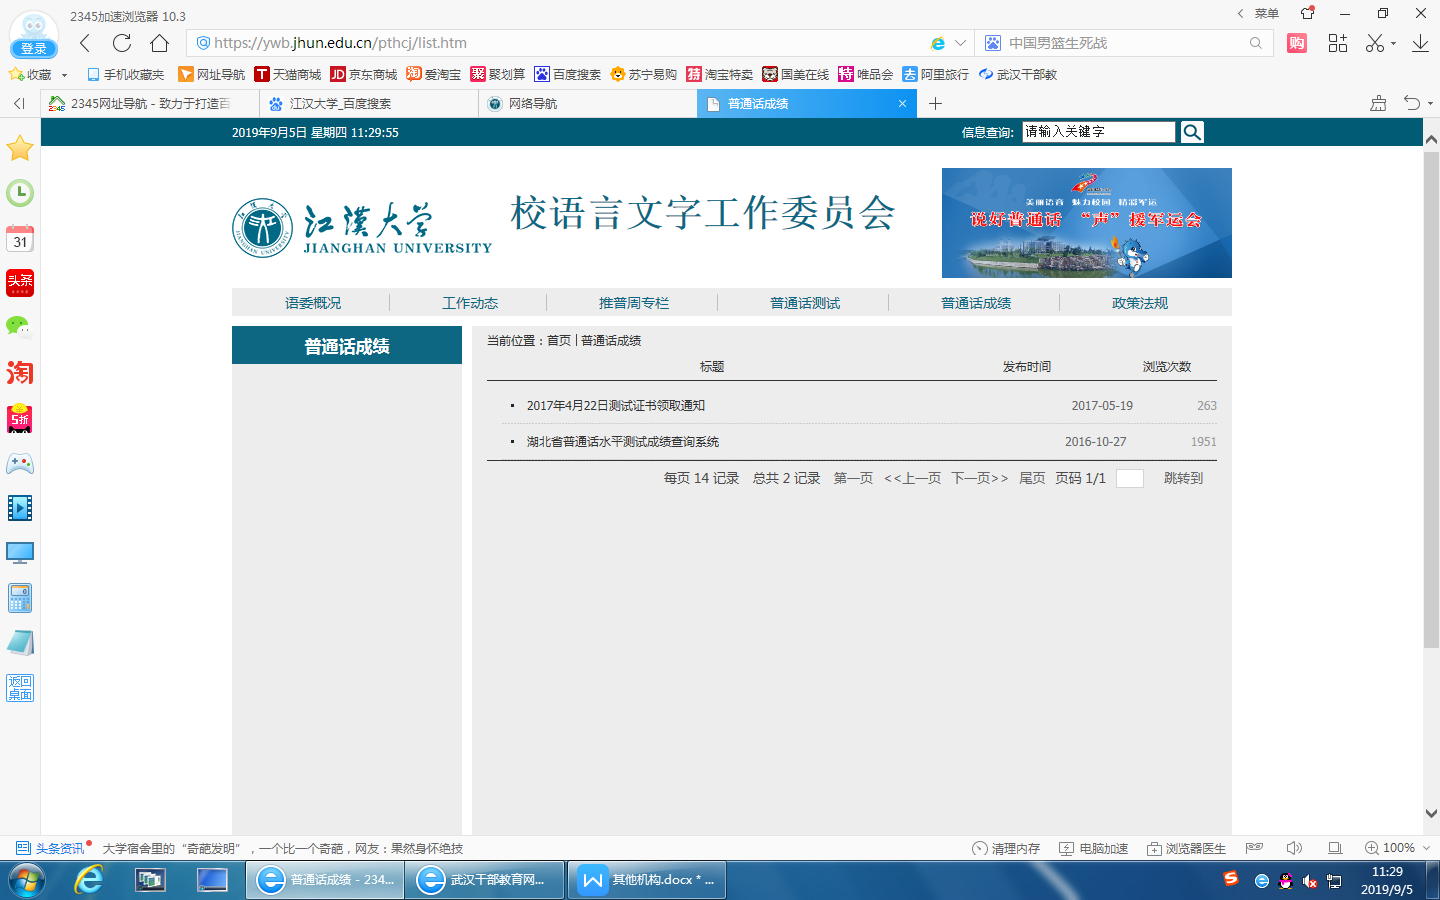 2345加速浏览器 10.3
菜单
登录
https://ywb.jhun.edu.cn/pthcj/list.htm
中国男篮生死战
购
收藏 手机收藏夹 网址导航 天猫商城 京东商城 爱淘宝 聚划算 百度搜索 苏宁易购 淘宝特卖 国美在线 唯品会 阿里旅行 武汉干部教
2345网址导航 - 致力于打造百
江汉大学_百度搜索
网络导航
普通话成绩
2019年9月5日 星期四 11:29:55
信息查询:
请输入关键字
31
头条
淘
5折
返回
桌面
江漢大学
JIANGHAN UNIVERSITY
校语言文字工作委员会
美丽语音 魅力校园 精彩军运
说好普通话 “声”援军运会
语委概况 工作动态 推普周专栏 普通话测试 普通话成绩 政策法规
普通话成绩
当前位置：首页 | 普通话成绩
标题 发布时间 浏览次数
2017年4月22日测试证书领取通知 2017-05-19 263
湖北省普通话水平测试成绩查询系统 2016-10-27 1951
每页 14 记录 总共 2 记录 第一页 <<上一页 下一页>> 尾页 页码 1/1 跳转到
头条资讯 大学宿舍里的“奇葩发明”，一个比一个奇葩，网友：果然身怀绝技
清理内存 电脑加速 浏览器医生 100%
普通话成绩 - 234...
武汉干部教育网...
其他机构.docx * ...
11:29
2019/9/5